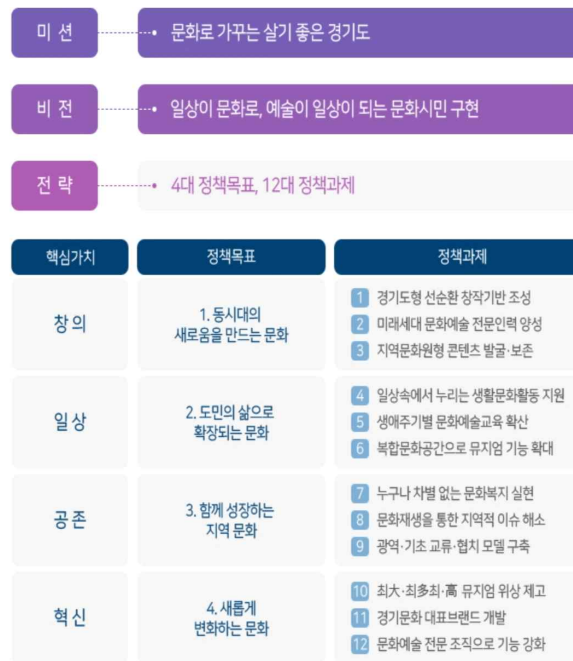 미 션
문화로 가꾸는 살기 좋은 경기도
비 전
일상이 문화로, 예술이 일상이 되는 문화시민 구현
전 략
4대 정책목표, 12대 정책과제
핵심가치
정책목표
정책과제
창 의
1. 동시대의
새로움을 만드는 문화
1 경기도형 선순환 창작기반 조성
2 미래세대 문화예술 전문인력 양성
3 지역문화원형 콘텐츠 발굴·보존
일 상
2. 도민의 삶으로
확장되는 문화
4 일상속에서 누리는 생활문화활동 지원
5 생애주기별 문화예술교육 확산
6 복합문화공간으로 뮤지엄 기능 확대
공 존
3. 함께 성장하는
지역 문화
7 누구나 차별 없는 문화복지 실현
8 문화재생을 통한 지역적 이슈 해소
9 광역·기초 교류·협치 모델 구축
혁 신
4. 새롭게
변화하는 문화
10 최大·최多최·高 뮤지엄 위상 제고
11 경기문화 대표브랜드 개발
12 문화예술 전문 조직으로 기능 강화